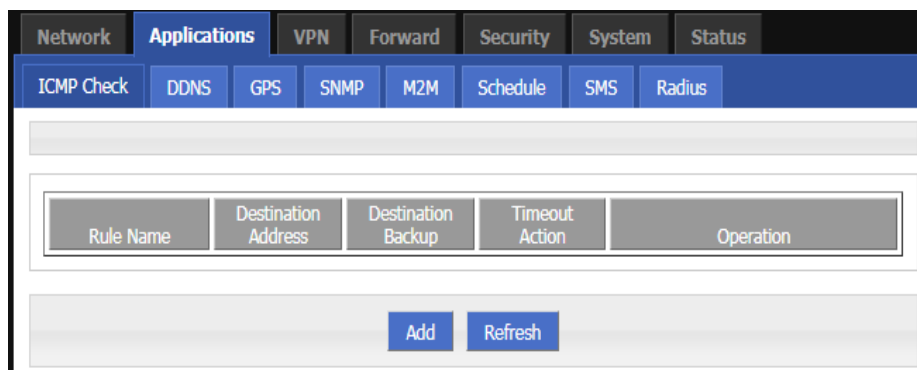 Network Applications VPN Forward Security System Status
ICMP Check DDNS GPS SNMP M2M Schedule SMS Radius
Rule Name Destination Address Destination Backup Timeout Action Operation
Add Refresh